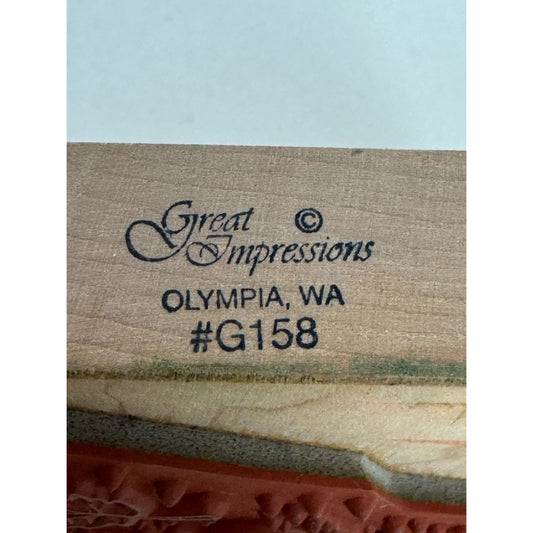 Great ©
Impressions
OLYMPIA, WA
#G158